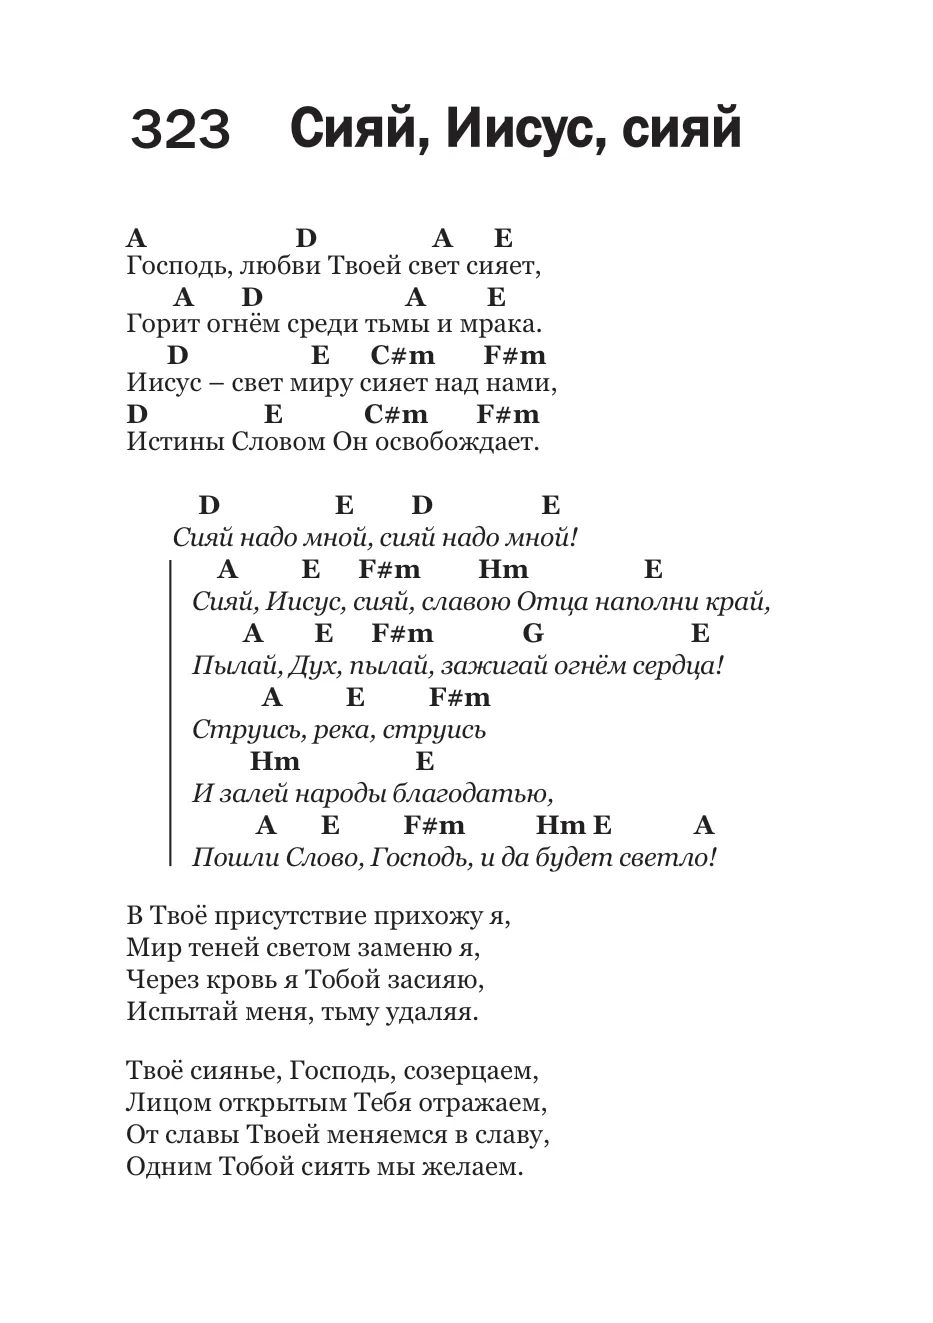 323 Сияй, Иисус, сияй
A D A E
Господь, любви Твоей свет сияет,
A D A E
Горит огнём среди тьмы и мрака.
D E C#m F#m
Иисус – свет миру сияет над нами,
D E C#m F#m
Истины Словом Он освобождает.
D E D E
Сияй надо мной, сияй надо мной!
A E F#m Hm E
Сияй, Иисус, сияй, славою Отца наполни край,
A E F#m G E
Пылай, Дух, пылай, зажигай огнём сердца!
A E F#m
Струись, река, струись
Hm E
И залей народы благодатью,
A E F#m Hm E A
Пошли Слово, Господь, и да будет светло!
В Твоё присутствие прихожу я,
Мир теней светом заменю я,
Через кровь я Тобой засияю,
Испытай меня, тьму удаляя.
Твоё сиянье, Господь, созерцаем,
Лицом открытым Тебя отражаем,
От славы Твоей меняемся в славу,
Одним Тобой сиять мы желаем.